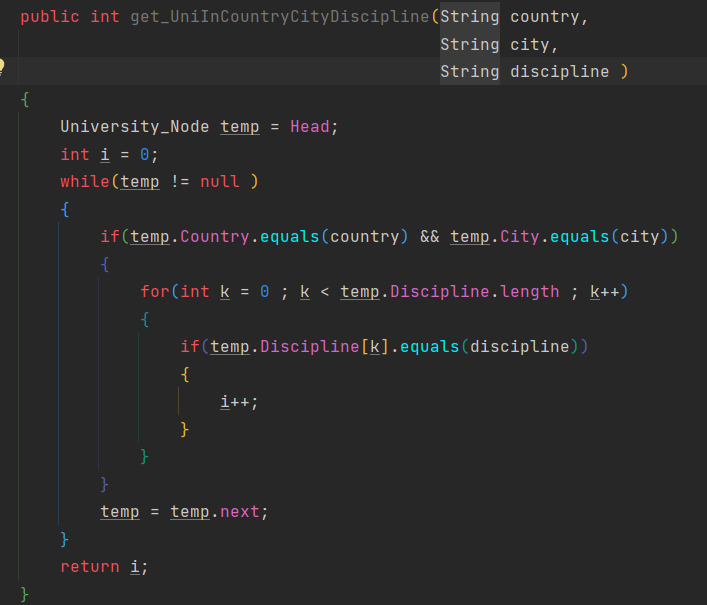 public int get_UniInCountryCityDiscipline(String country,
String city,
String discipline )
{
University_Node temp = Head;
int i = 0;
while(temp != null )
{
if(temp.Country.equals(country) && temp.City.equals(city))
{
for(int k = 0 ; k < temp.Discipline.length ; k++)
{
if(temp.Discipline[k].equals(discipline))
{
i++;
}
}
}
temp = temp.next;
}
return i;
}